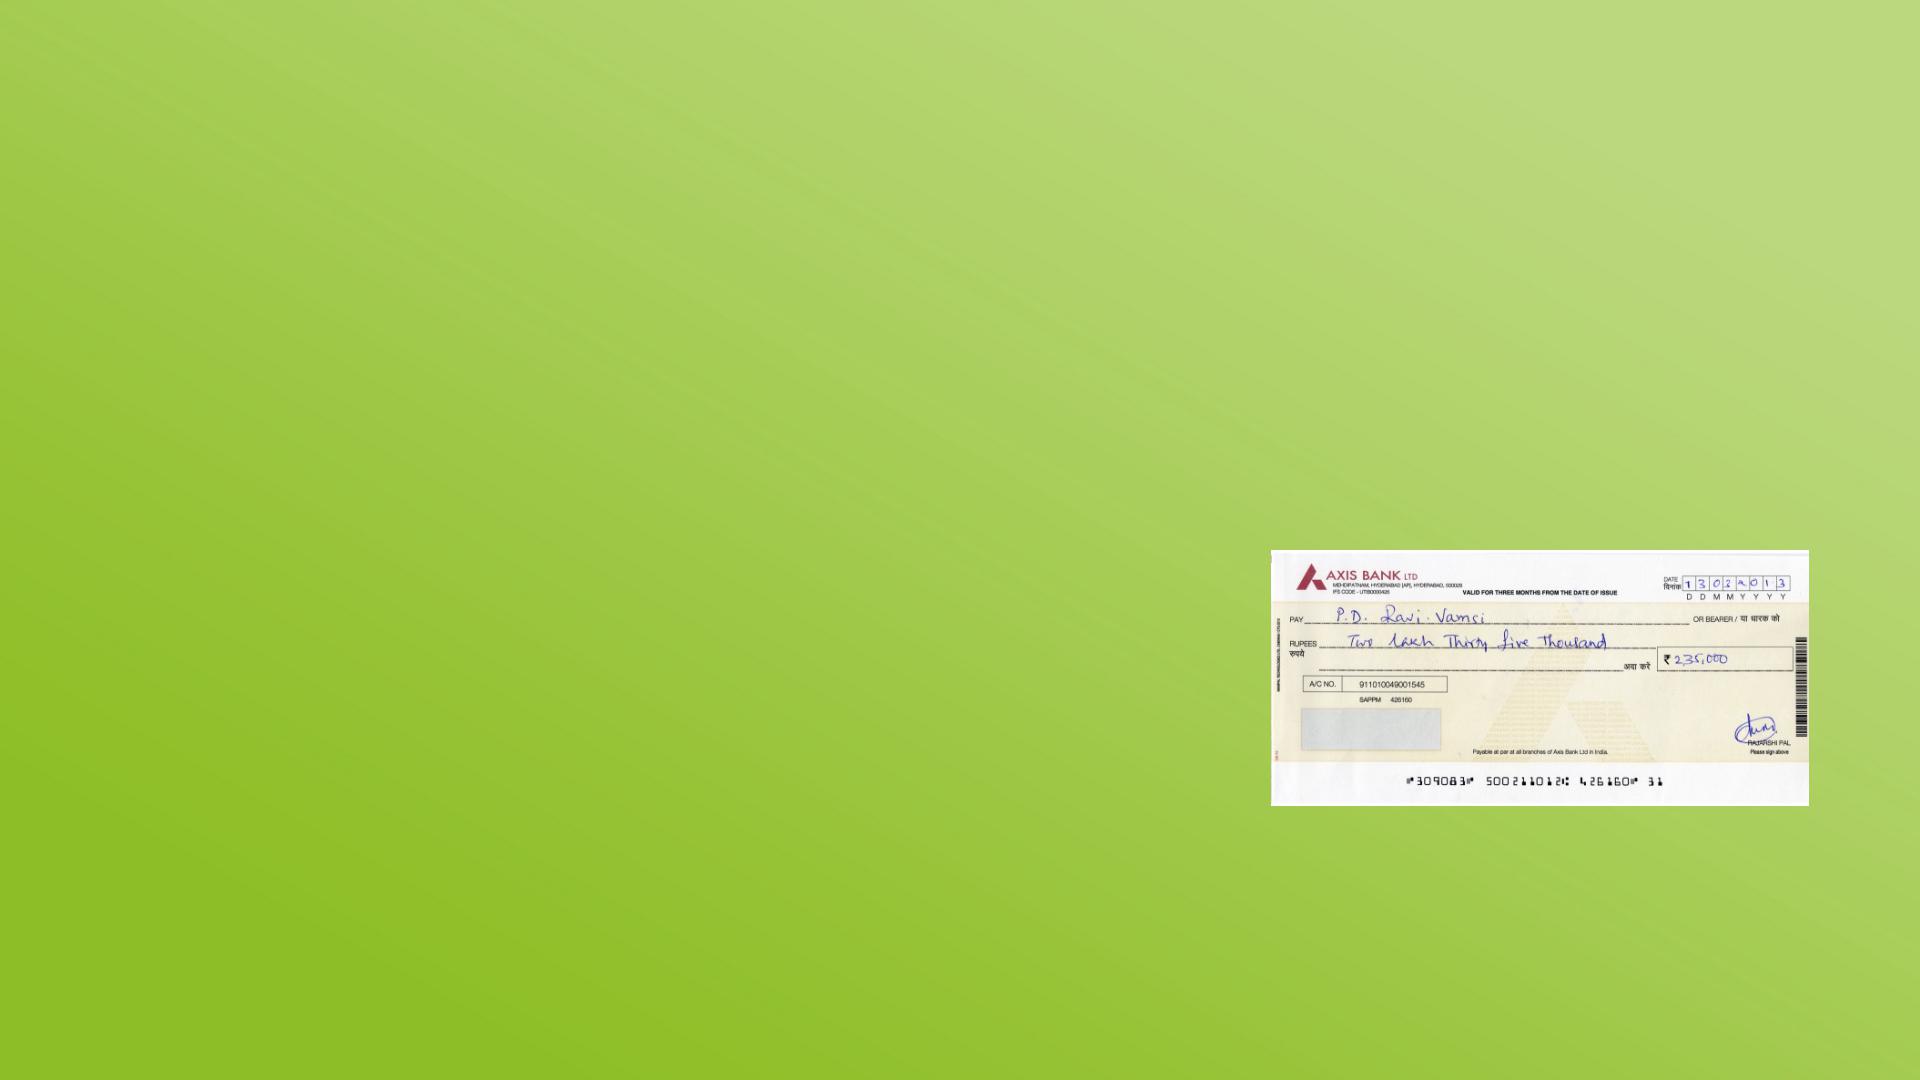 AXIS BANK LTD
MEHDIPATNAM, HYDERABAD [AP], HYDERABAD, 500028
IFS CODE - UTIB0000426
VALID FOR THREE MONTHS FROM THE DATE OF ISSUE
DATE
दिनांक 1 3 0 2 2 0 1 3
D D M M Y Y Y Y
PAY P.D. Ravi Vamsi OR BEARER / या धारक को
RUPEES Two Lakh Thirty five Thousand
रुपये
अदा करें ₹ 235,000
A/C NO. 911010049001545
SAPPM 426160
RAJARSHI PAL
Payable at par at all branches of Axis Bank Ltd in India.
Please sign above
⑈309083⑈ 500211012⑆ 426160⑈ 31